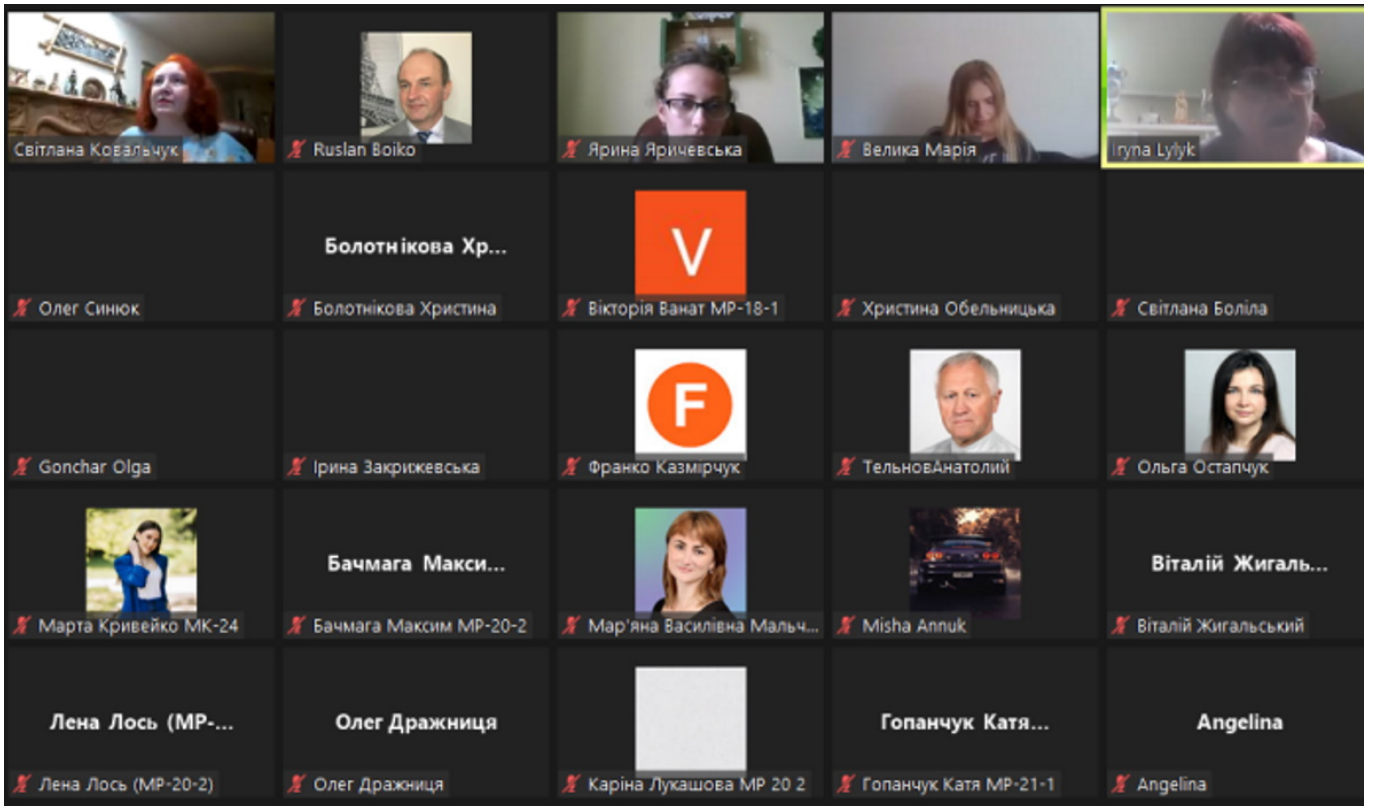 Світлана Ковальчук
Ruslan Boiko
Ярина Яричевська
Велика Марія
Iryna Lylyk
Болотнікова Хр...
Олег Синюк
Болотнікова Христина
V
Вікторія Ванат МР-18-1
Христина Обельницька
Світлана Боліла
Gonchar Olga
Ірина Закрижевська
F
Франко Казмірчук
ТельновАнатолий
Ольга Остапчук
Бачмага Макси...
Віталій Жигаль...
Марта Кривейко МК-24
Бачмага Максим МР-20-2
Мар'яна Василівна Мальч...
Misha Annuk
Віталій Жигальський
Лена Лось (МР-...
Олег Дражниця
Гопанчук Катя...
Angelina
Лена Лось (МР-20-2)
Олег Дражниця
Каріна Лукашова МР 20 2
Гопанчук Катя МР-21-1
Angelina